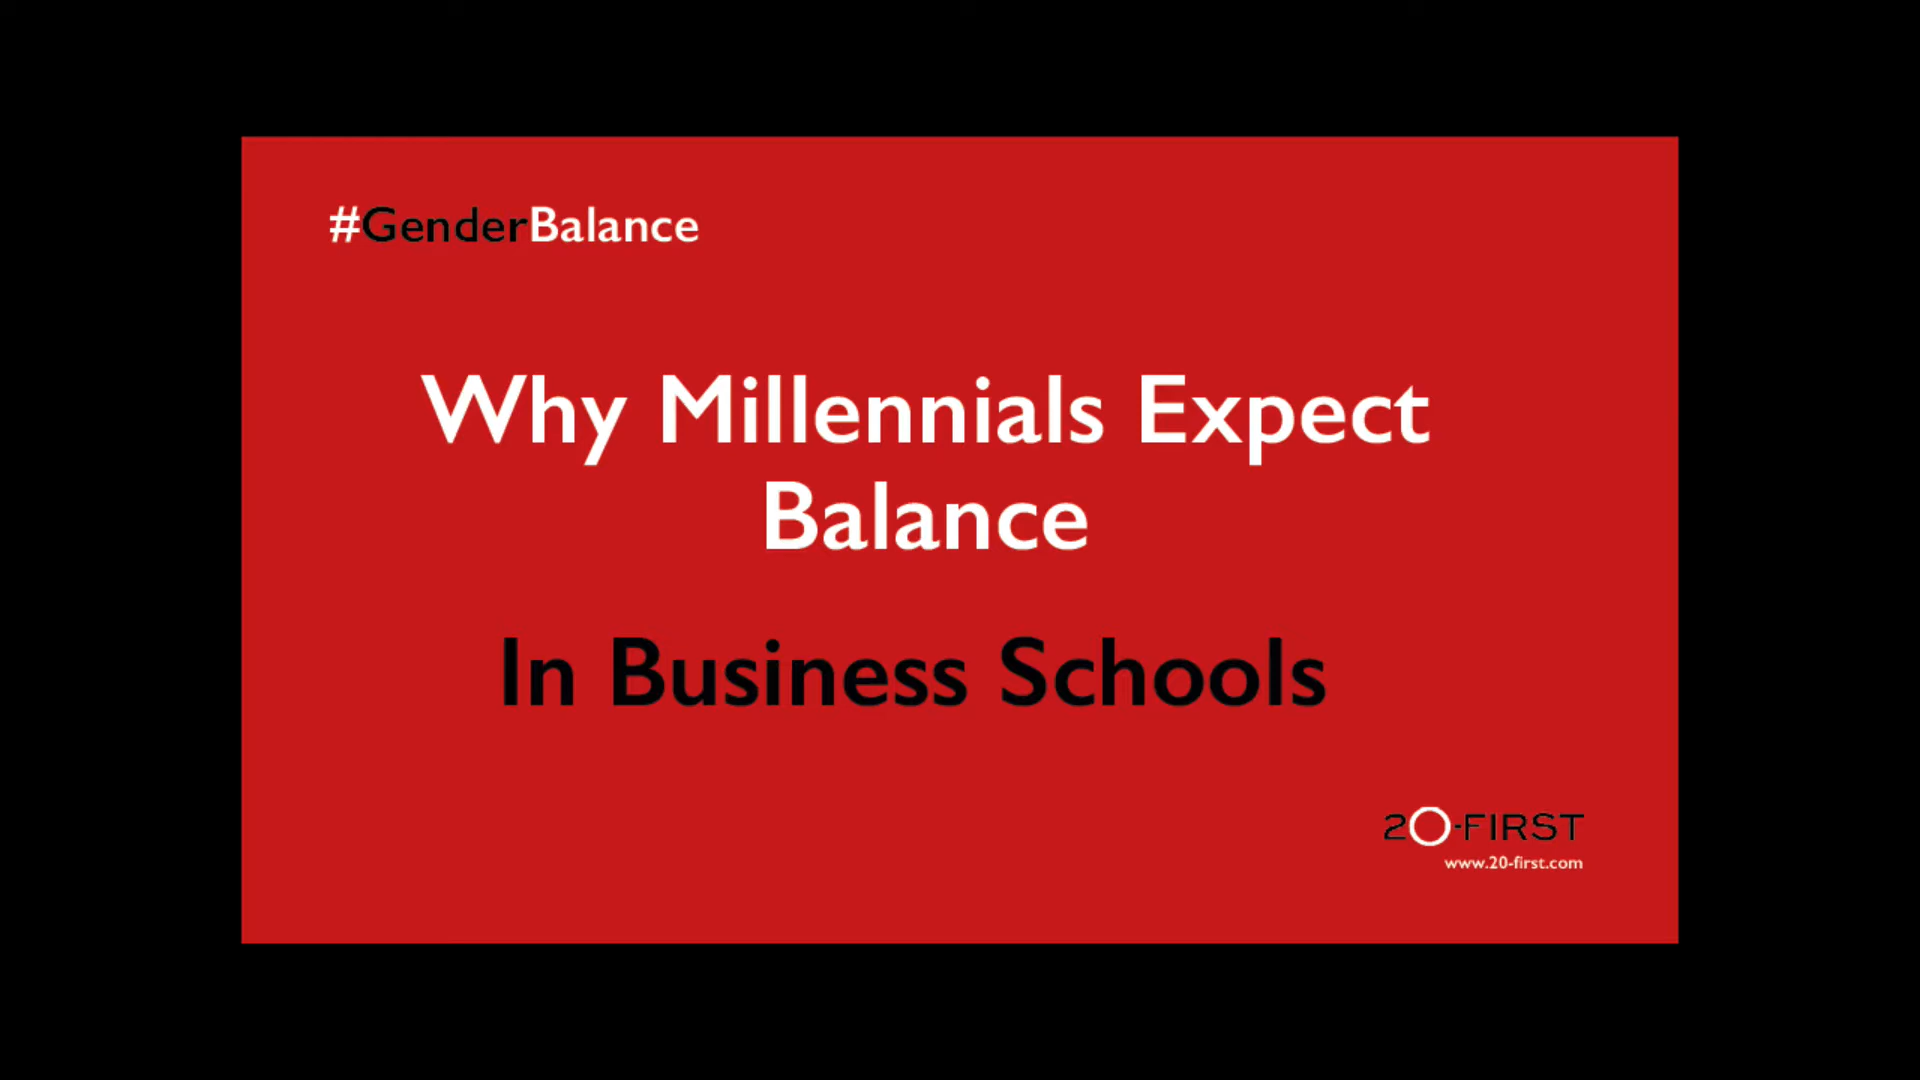 #GenderBalance
Why Millennials Expect
Balance
In Business Schools
20-FIRST
www.20-first.com